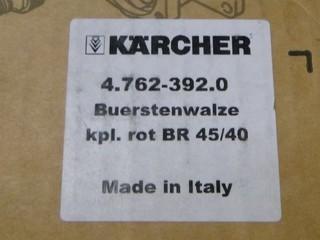 KÄRCHER
4.762-392.0
Buerstenwalze
kpl. rot BR 45/40
Made in Italy